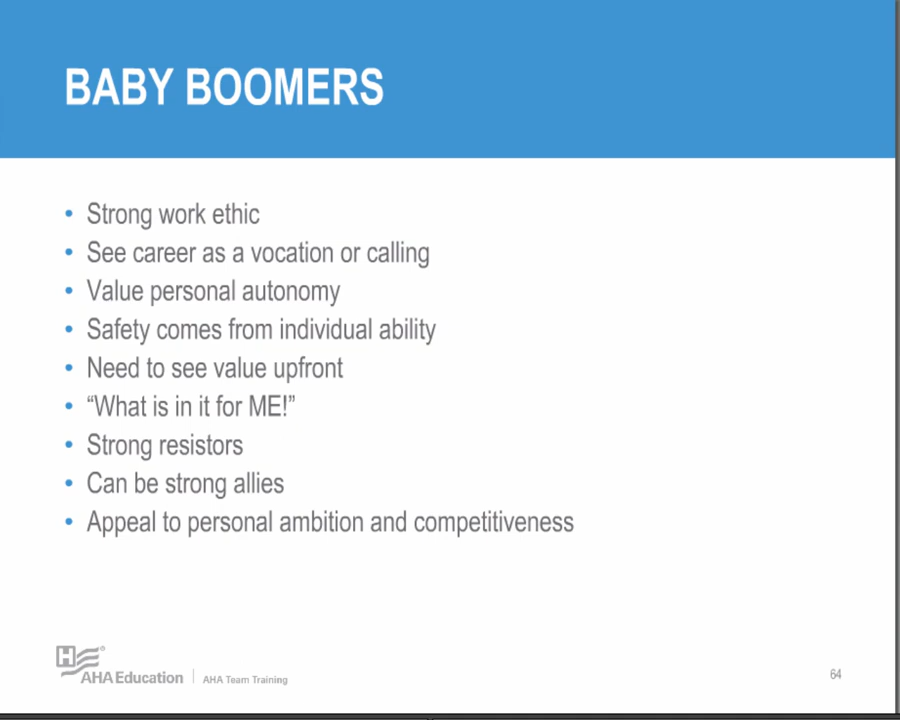 BABY BOOMERS
• Strong work ethic
• See career as a vocation or calling
• Value personal autonomy
• Safety comes from individual ability
• Need to see value upfront
• “What is in it for ME!”
• Strong resistors
• Can be strong allies
• Appeal to personal ambition and competitiveness
H
AHA Education | AHA Team Training
64